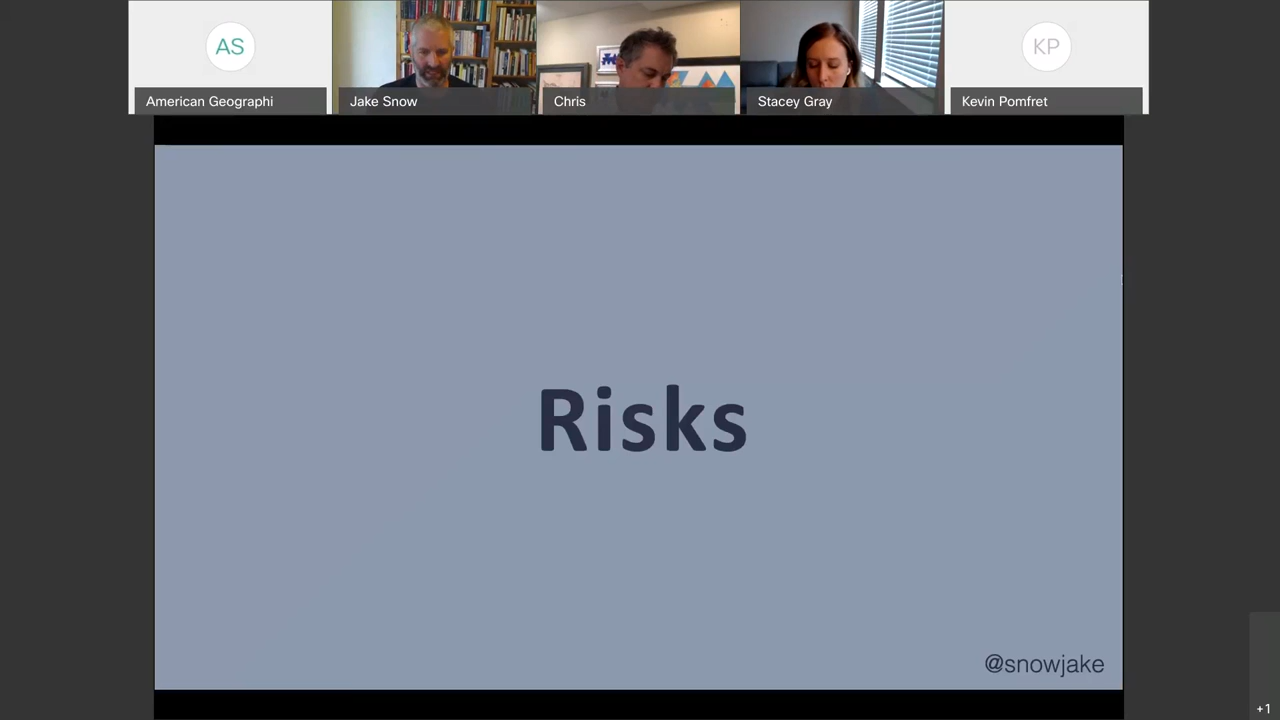 AS
American Geographi
Jake Snow
Chris
Stacey Gray
KP
Kevin Pomfret
Risks
@snowjake
+1